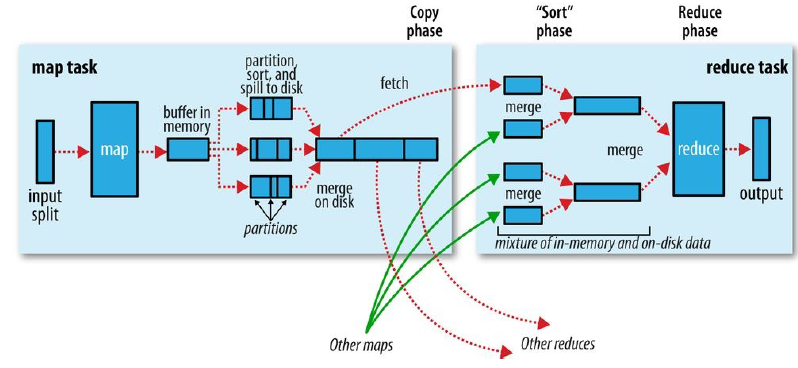 Copy
phase
“Sort”
phase
Reduce
phase
map task
partition,
sort, and
spill to disk
fetch
reduce task
buffer in
memory
map
merge
merge
reduce
input
split
merge
on disk
merge
output
partitions
mixture of in-memory and on-disk data
Other maps
Other reduces